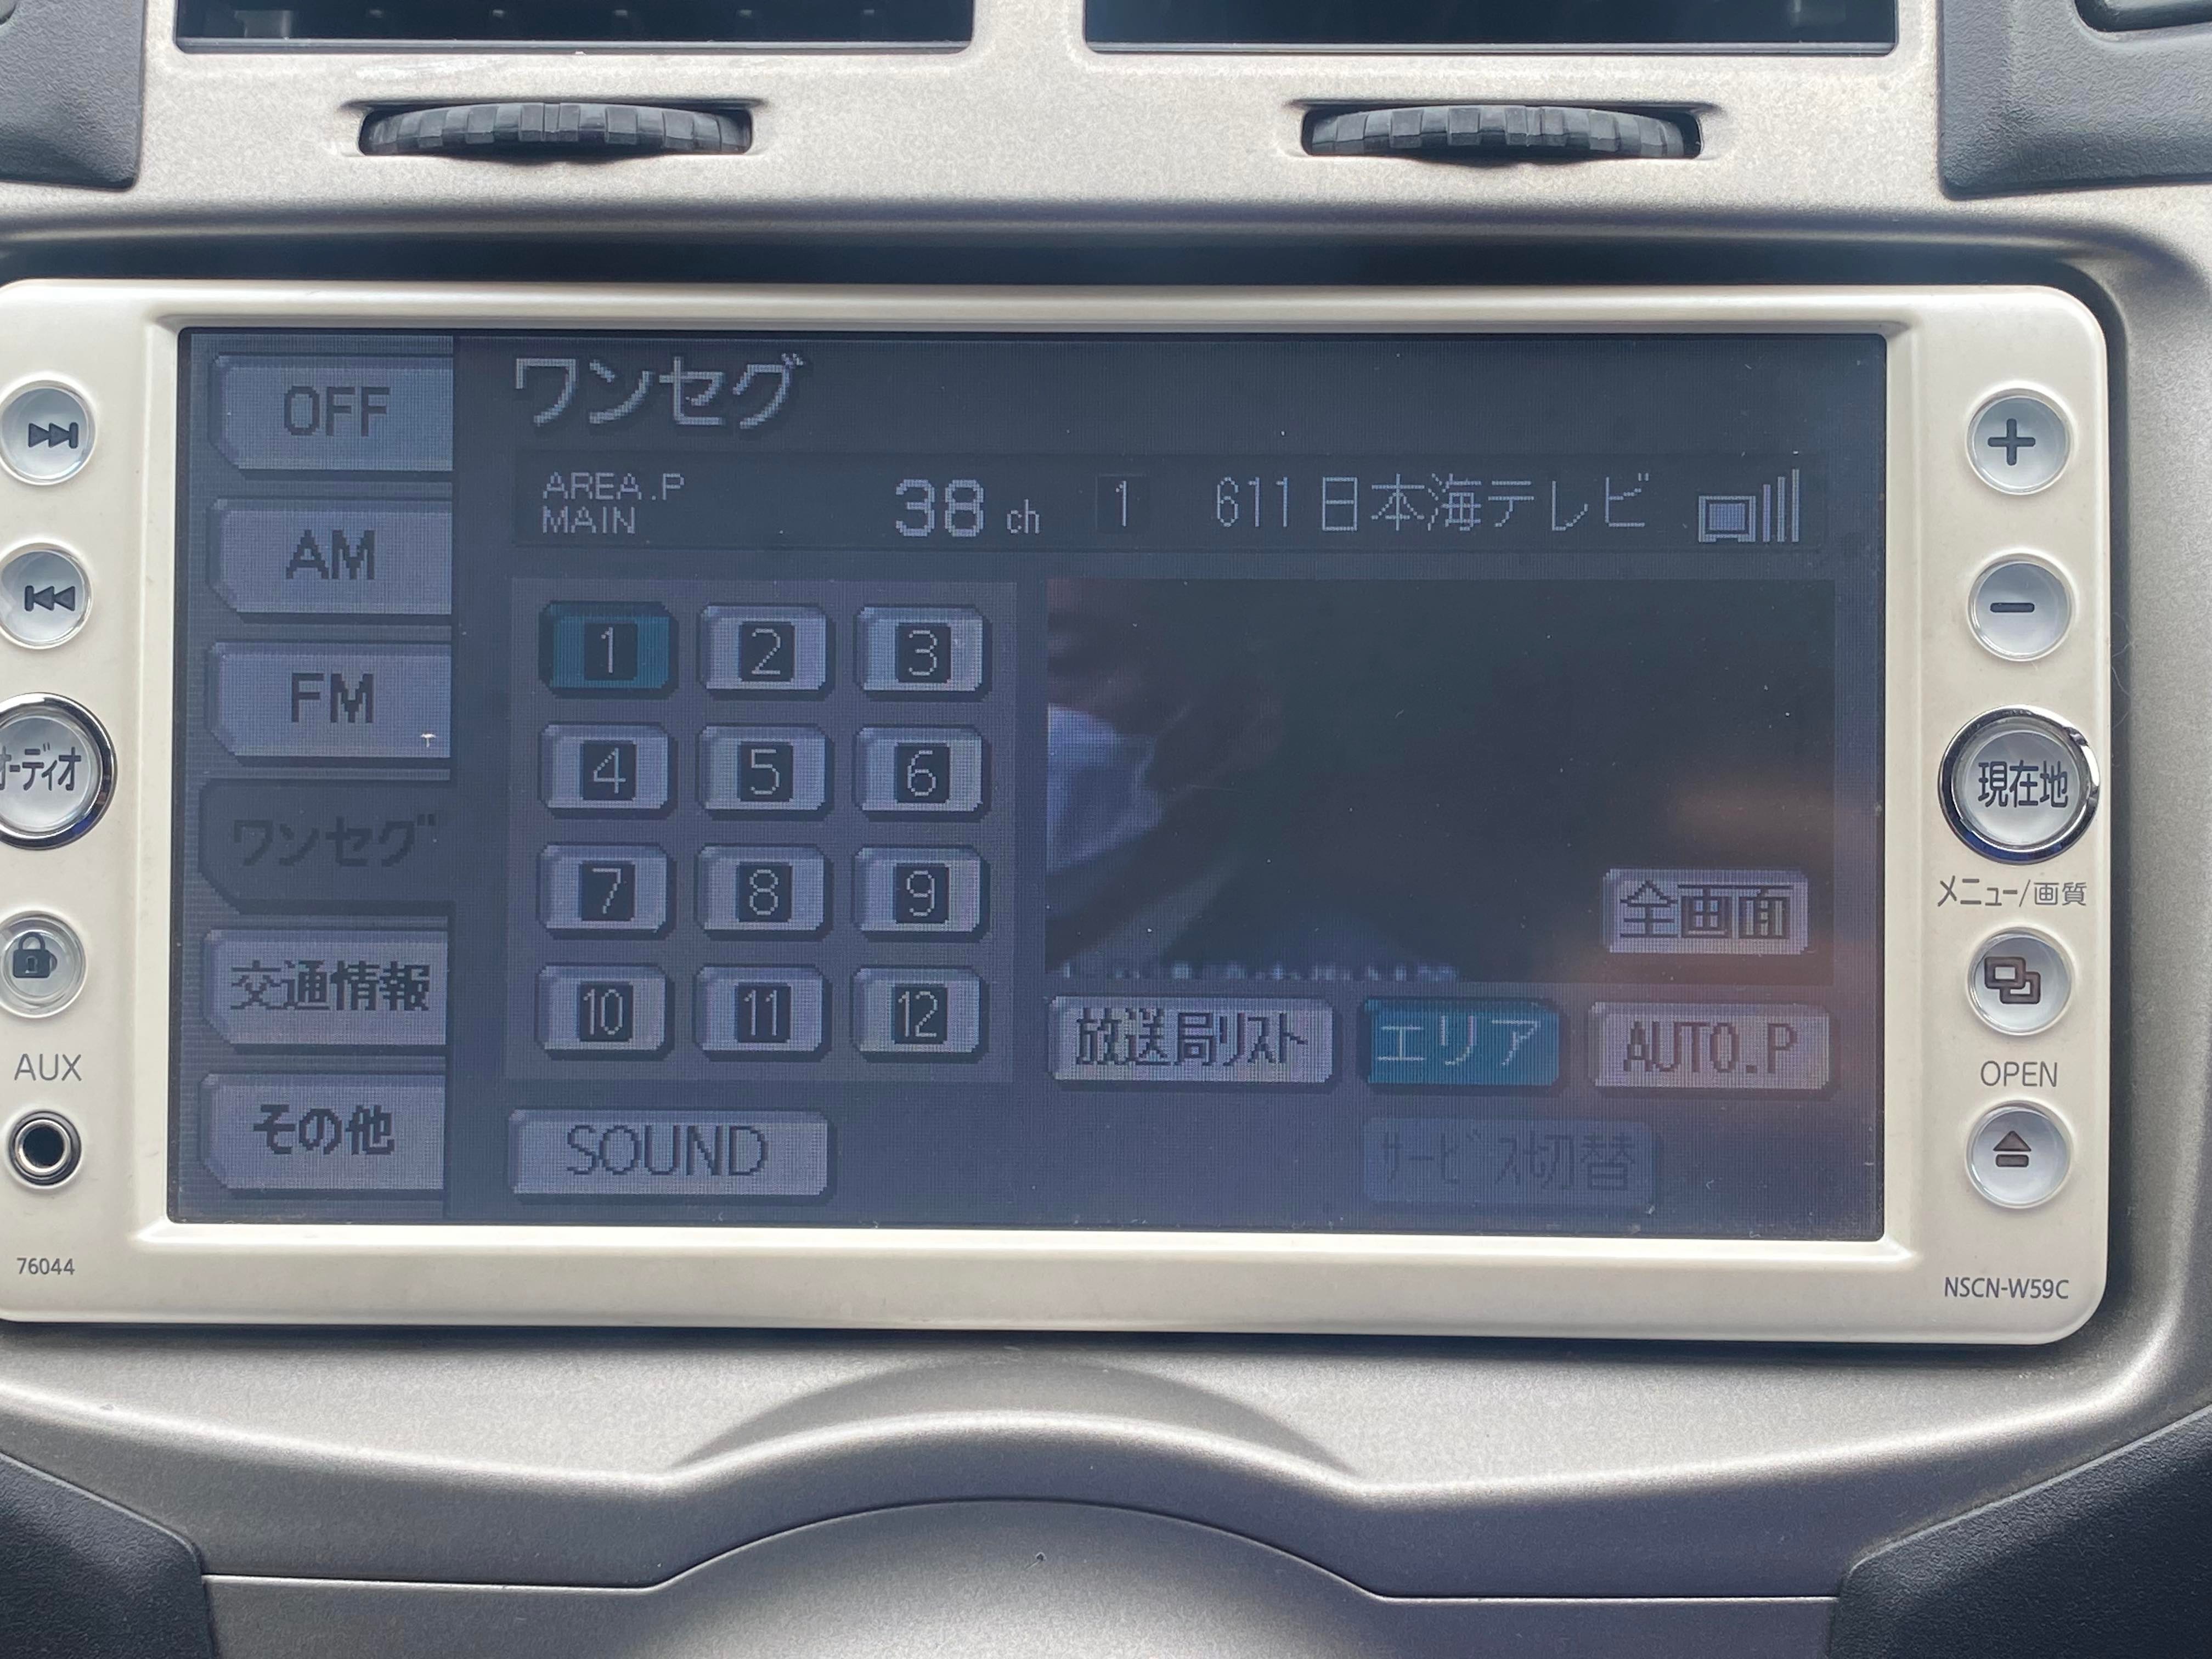 OFF
AM
FM
ワンセグ
交通情報
その他
ワンセグ
AREA.P
MAIN
38 ch 1 611 日本海テレビ
1 2 3
4 5 6
7 8 9
10 11 12
全画面
放送局リスト エリア AUTO.P
SOUND
サービス切替
オーディオ
AUX
76044
+
−
現在地
メニュー/画質
OPEN
NSCN-W59C